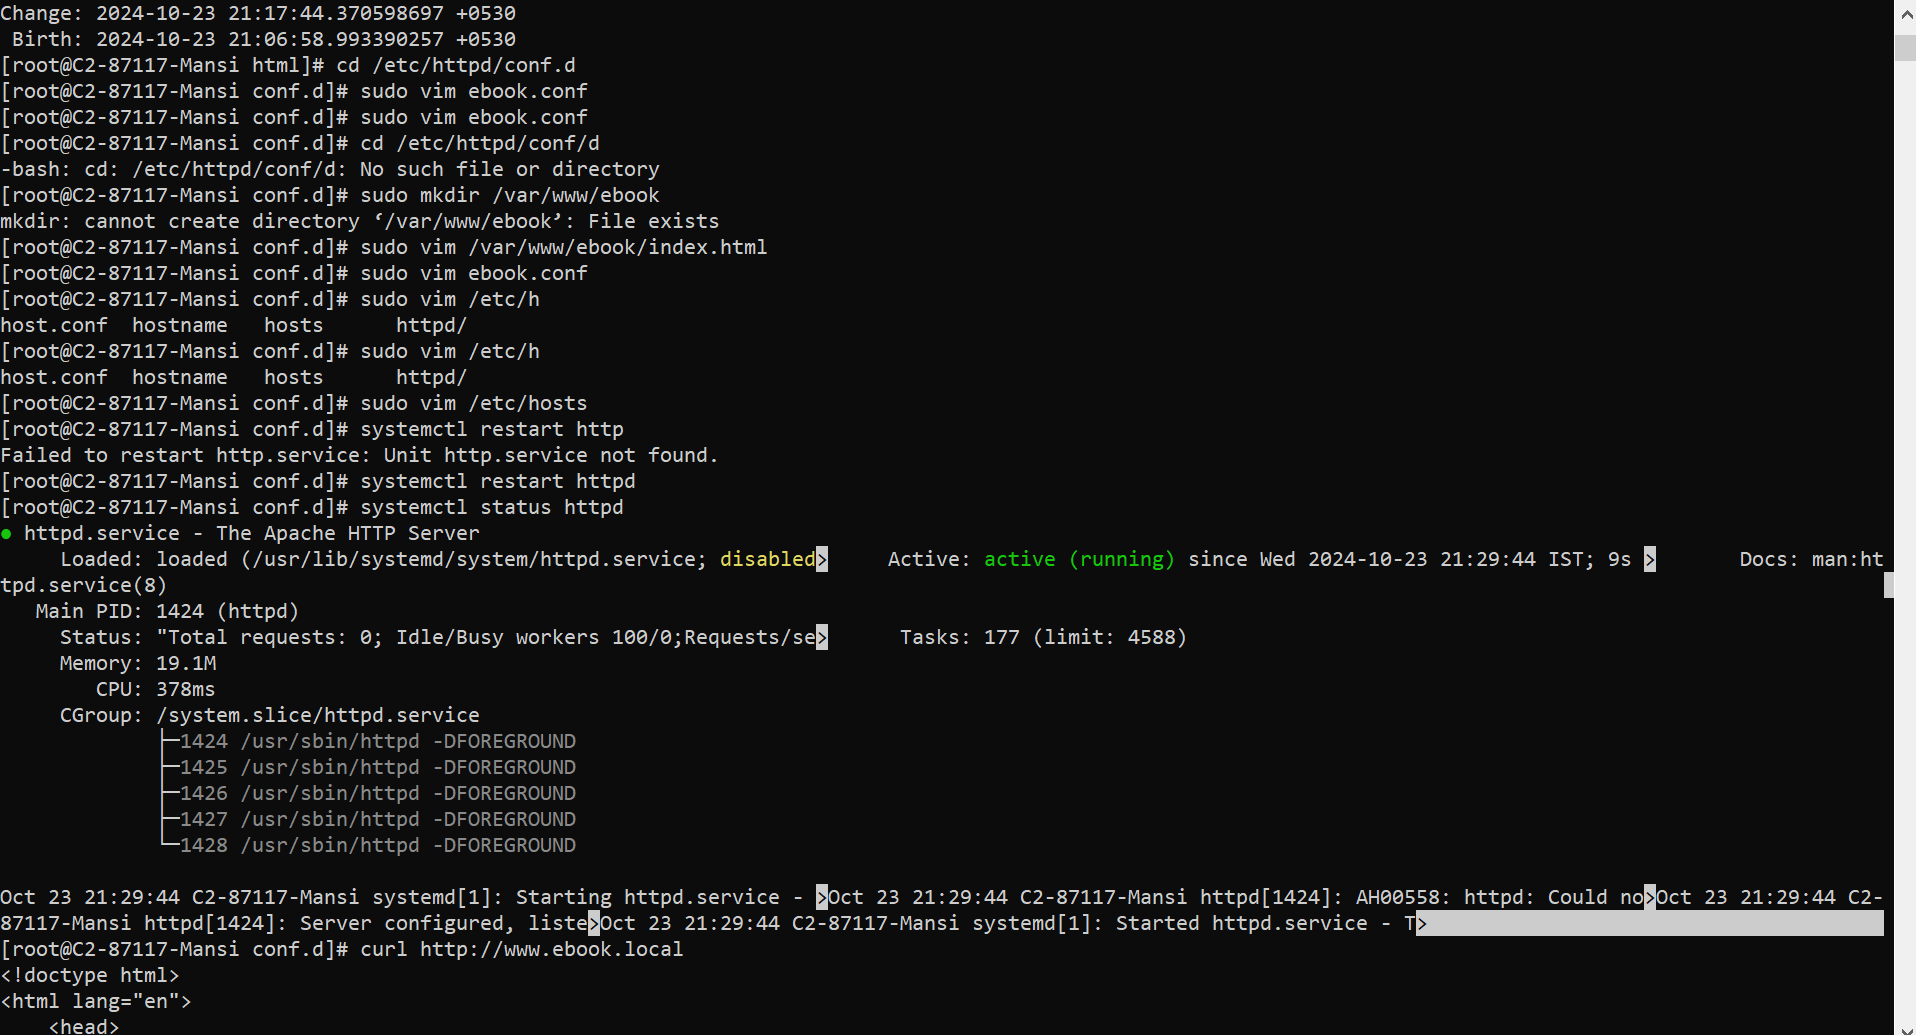 Change: 2024-10-23 21:17:44.370598697 +0530
 Birth: 2024-10-23 21:06:58.993390257 +0530
[root@C2-87117-Mansi html]# cd /etc/httpd/conf.d
[root@C2-87117-Mansi conf.d]# sudo vim ebook.conf
[root@C2-87117-Mansi conf.d]# sudo vim ebook.conf
[root@C2-87117-Mansi conf.d]# cd /etc/httpd/conf/d
-bash: cd: /etc/httpd/conf/d: No such file or directory
[root@C2-87117-Mansi conf.d]# sudo mkdir /var/www/ebook
mkdir: cannot create directory ‘/var/www/ebook’: File exists
[root@C2-87117-Mansi conf.d]# sudo vim /var/www/ebook/index.html
[root@C2-87117-Mansi conf.d]# sudo vim ebook.conf
[root@C2-87117-Mansi conf.d]# sudo vim /etc/h
host.conf  hostname   hosts      httpd/
[root@C2-87117-Mansi conf.d]# sudo vim /etc/h
host.conf  hostname   hosts      httpd/
[root@C2-87117-Mansi conf.d]# sudo vim /etc/hosts
[root@C2-87117-Mansi conf.d]# systemctl restart http
Failed to restart http.service: Unit http.service not found.
[root@C2-87117-Mansi conf.d]# systemctl restart httpd
[root@C2-87117-Mansi conf.d]# systemctl status httpd
● httpd.service - The Apache HTTP Server
     Loaded: loaded (/usr/lib/systemd/system/httpd.service; disabled>     Active: active (running) since Wed 2024-10-23 21:29:44 IST; 9s >       Docs: man:ht
tpd.service(8)
   Main PID: 1424 (httpd)
     Status: "Total requests: 0; Idle/Busy workers 100/0;Requests/se>      Tasks: 177 (limit: 4588)
     Memory: 19.1M
        CPU: 378ms
     CGroup: /system.slice/httpd.service
             ├─1424 /usr/sbin/httpd -DFOREGROUND
             ├─1425 /usr/sbin/httpd -DFOREGROUND
             ├─1426 /usr/sbin/httpd -DFOREGROUND
             ├─1427 /usr/sbin/httpd -DFOREGROUND
             └─1428 /usr/sbin/httpd -DFOREGROUND
Oct 23 21:29:44 C2-87117-Mansi systemd[1]: Starting httpd.service - >Oct 23 21:29:44 C2-87117-Mansi httpd[1424]: AH00558: httpd: Could no>Oct 23 21:29:44 C2-
87117-Mansi httpd[1424]: Server configured, liste>Oct 23 21:29:44 C2-87117-Mansi systemd[1]: Started httpd.service - T>
[root@C2-87117-Mansi conf.d]# curl http://www.ebook.local
<!doctype html>
<html lang="en">
    <head>